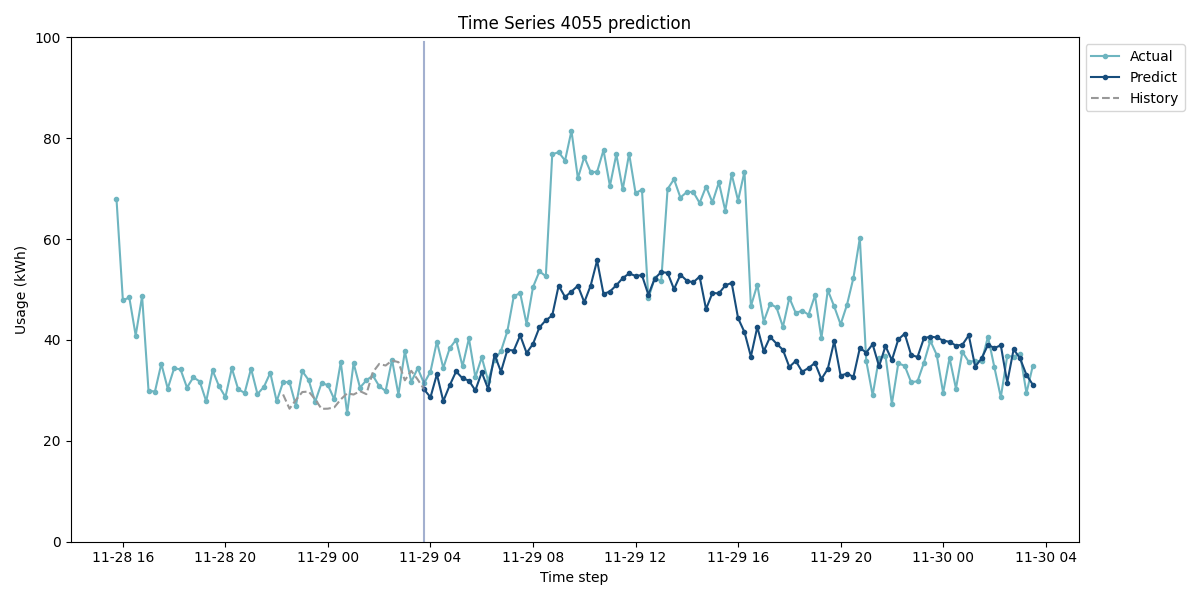 Time Series 4055 prediction
100
80
60
40
20
0
Usage (kWh)
11-28 16
11-28 20
11-29 00
11-29 04
11-29 08
11-29 12
11-29 16
11-29 20
11-30 00
11-30 04
Time step
Actual
Predict
History